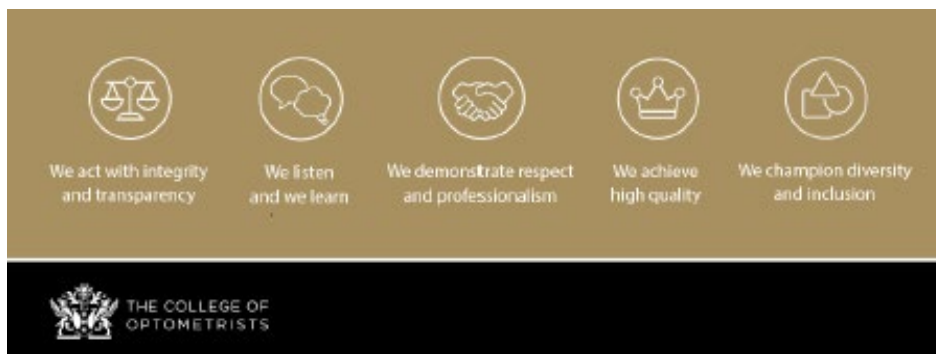 We act with integrity
and transparency
We listen
and we learn
We demonstrate respect
and professionalism
We achieve
high quality
We champion diversity
and inclusion
THE COLLEGE OF
OPTOMETRISTS